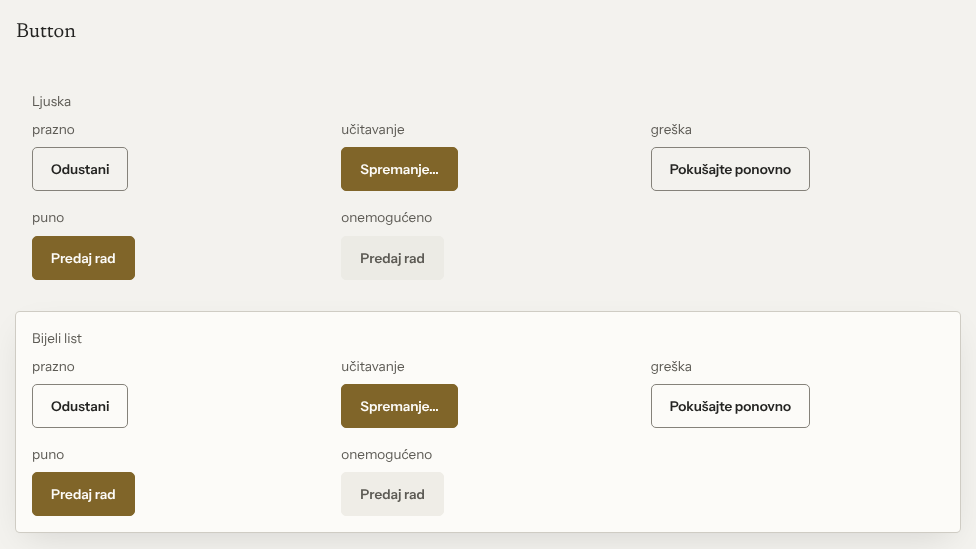 Button
Ljuska
prazno
učitavanje
greška
Odustani
Spremanje...
Pokušajte ponovno
puno
onemogućeno
Predaj rad
Predaj rad
Bijeli list
prazno
učitavanje
greška
Odustani
Spremanje...
Pokušajte ponovno
puno
onemogućeno
Predaj rad
Predaj rad